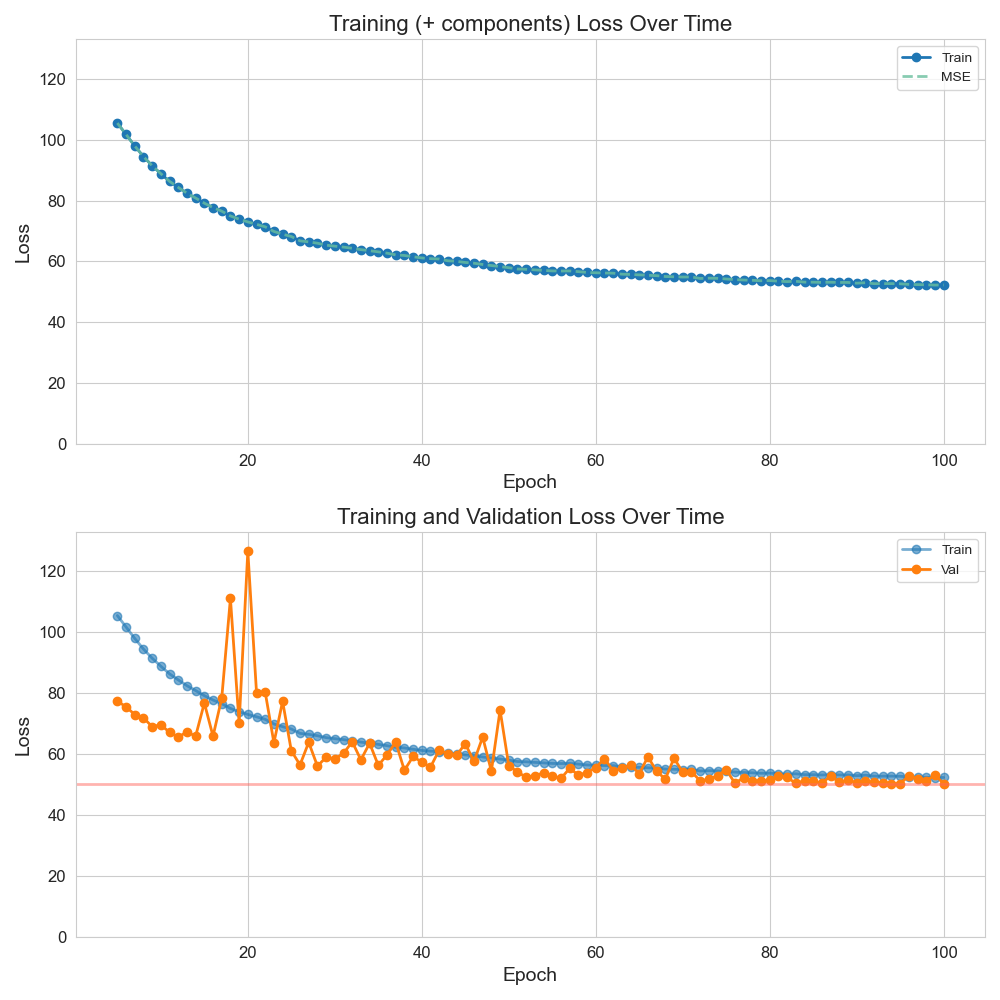 Training (+ components) Loss Over Time
Train
MSE
120
100
80
60
40
20
0
Loss
20 40 60 80 100
Epoch
Training and Validation Loss Over Time
Train
Val
120
100
80
60
40
20
0
Loss
20 40 60 80 100
Epoch